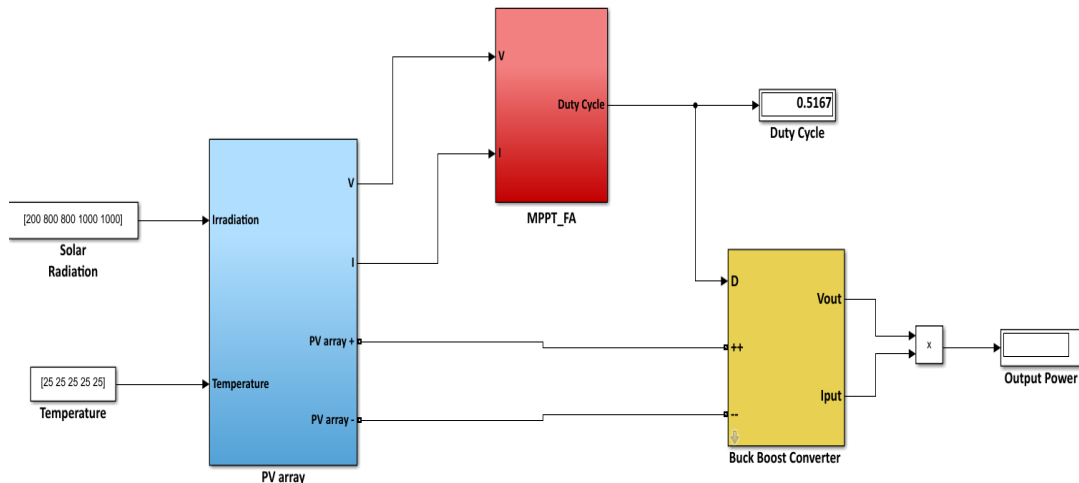 [200 800 800 1000 1000]
Solar
Radiation
[25 25 25 25 25]
Temperature
Irradiation
Temperature
V
I
PV array +
PV array -
PV array
V
I
Duty Cycle
MPPT_FA
0.5167
Duty Cycle
D
++
--
Vout
Iput
Buck Boost Converter
x
Output Power